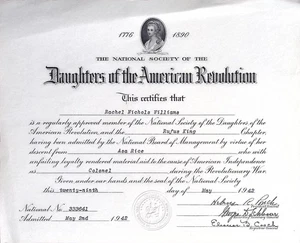 1776 1890
THE NATIONAL SOCIETY OF THE
Daughters of the American Revolution
This certifies that
Rachel Nichols Williams
is a regularly approved member of the National Society of the Daughters of the
American Revolution, and the Rufus King Chapter,
having been admitted by the National Board of Management by virtue of her
descent from Asa Rice who with
unfailing loyalty rendered material aid to the cause of American Independence
as Colonel during the Revolutionary War.
Given under our hands and the seal of the National Society
this twenty-ninth day of May 1942
National No. 333641
Admitted May 2nd 1942